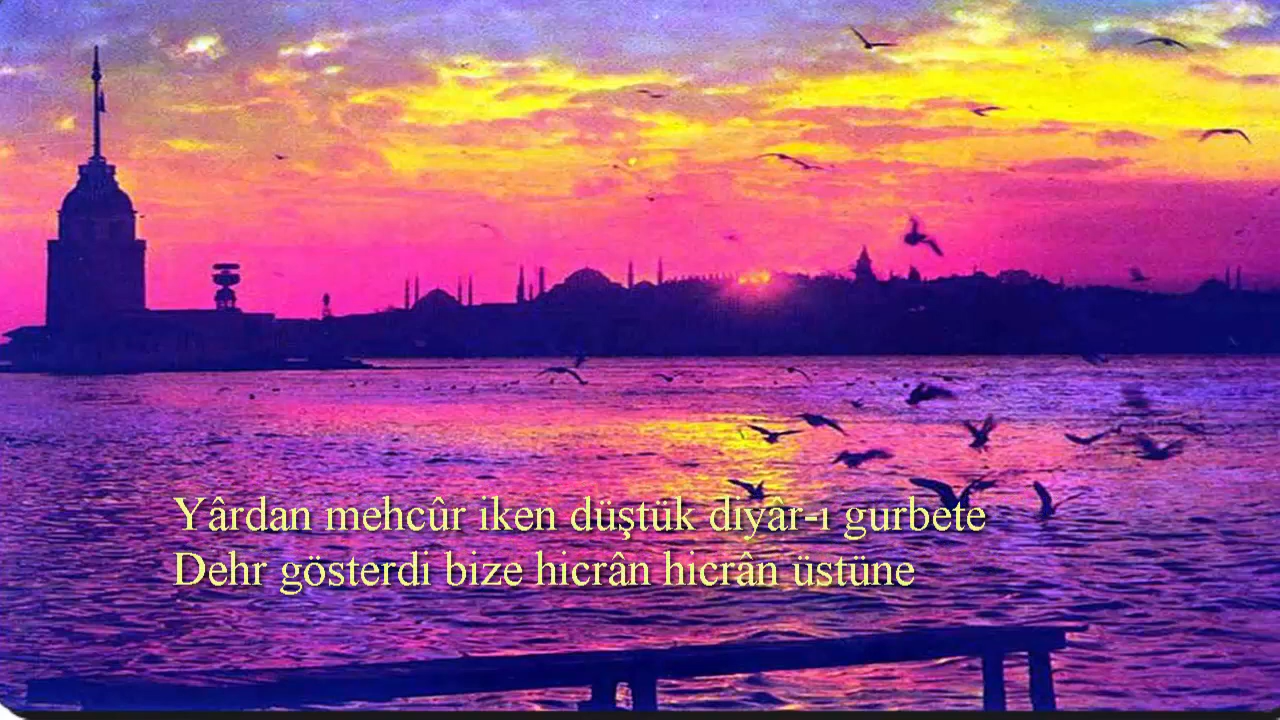 Yârdan mehcûr iken düştük diyâr-ı gurbete
Dehr gösterdi bize hicrân hicrân üstüne